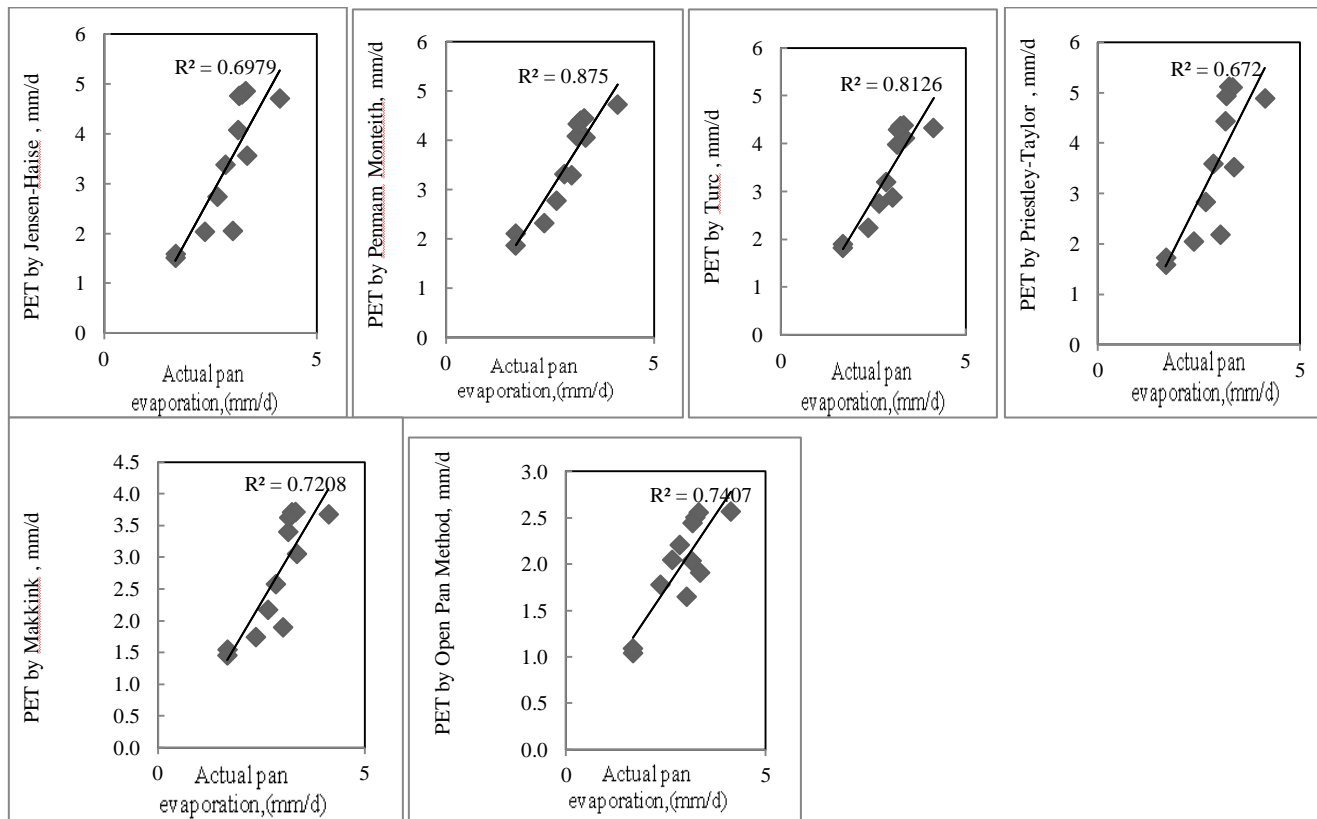 PET by Jensen-Haise , mm/d
6
5
4
3
2
1
0
R² = 0.6979
0
5
Actual pan
evaporation,(mm/d)
PET by Penmam Monteith, mm/d
6
5
4
3
2
1
0
R² = 0.875
0
5
Actual pan
evaporation,(mm/d)
PET by Turc , mm/d
6
5
4
3
2
1
0
R² = 0.8126
0
5
Actual pan
evaporation,(mm/d)
PET by Priestley-Taylor , mm/d
6
5
4
3
2
1
0
R² = 0.672
0
5
Actual pan
evaporation,(mm/d)
PET by Makkink , mm/d
4.5
4.0
3.5
3.0
2.5
2.0
1.5
1.0
0.5
0.0
R² = 0.7208
0
5
Actual pan
evaporation,(mm/d)
PET by Open Pan Method, mm/d
3.0
2.5
2.0
1.5
1.0
0.5
0.0
R² = 0.7407
0
5
Actual pan
evaporation,(mm/d)